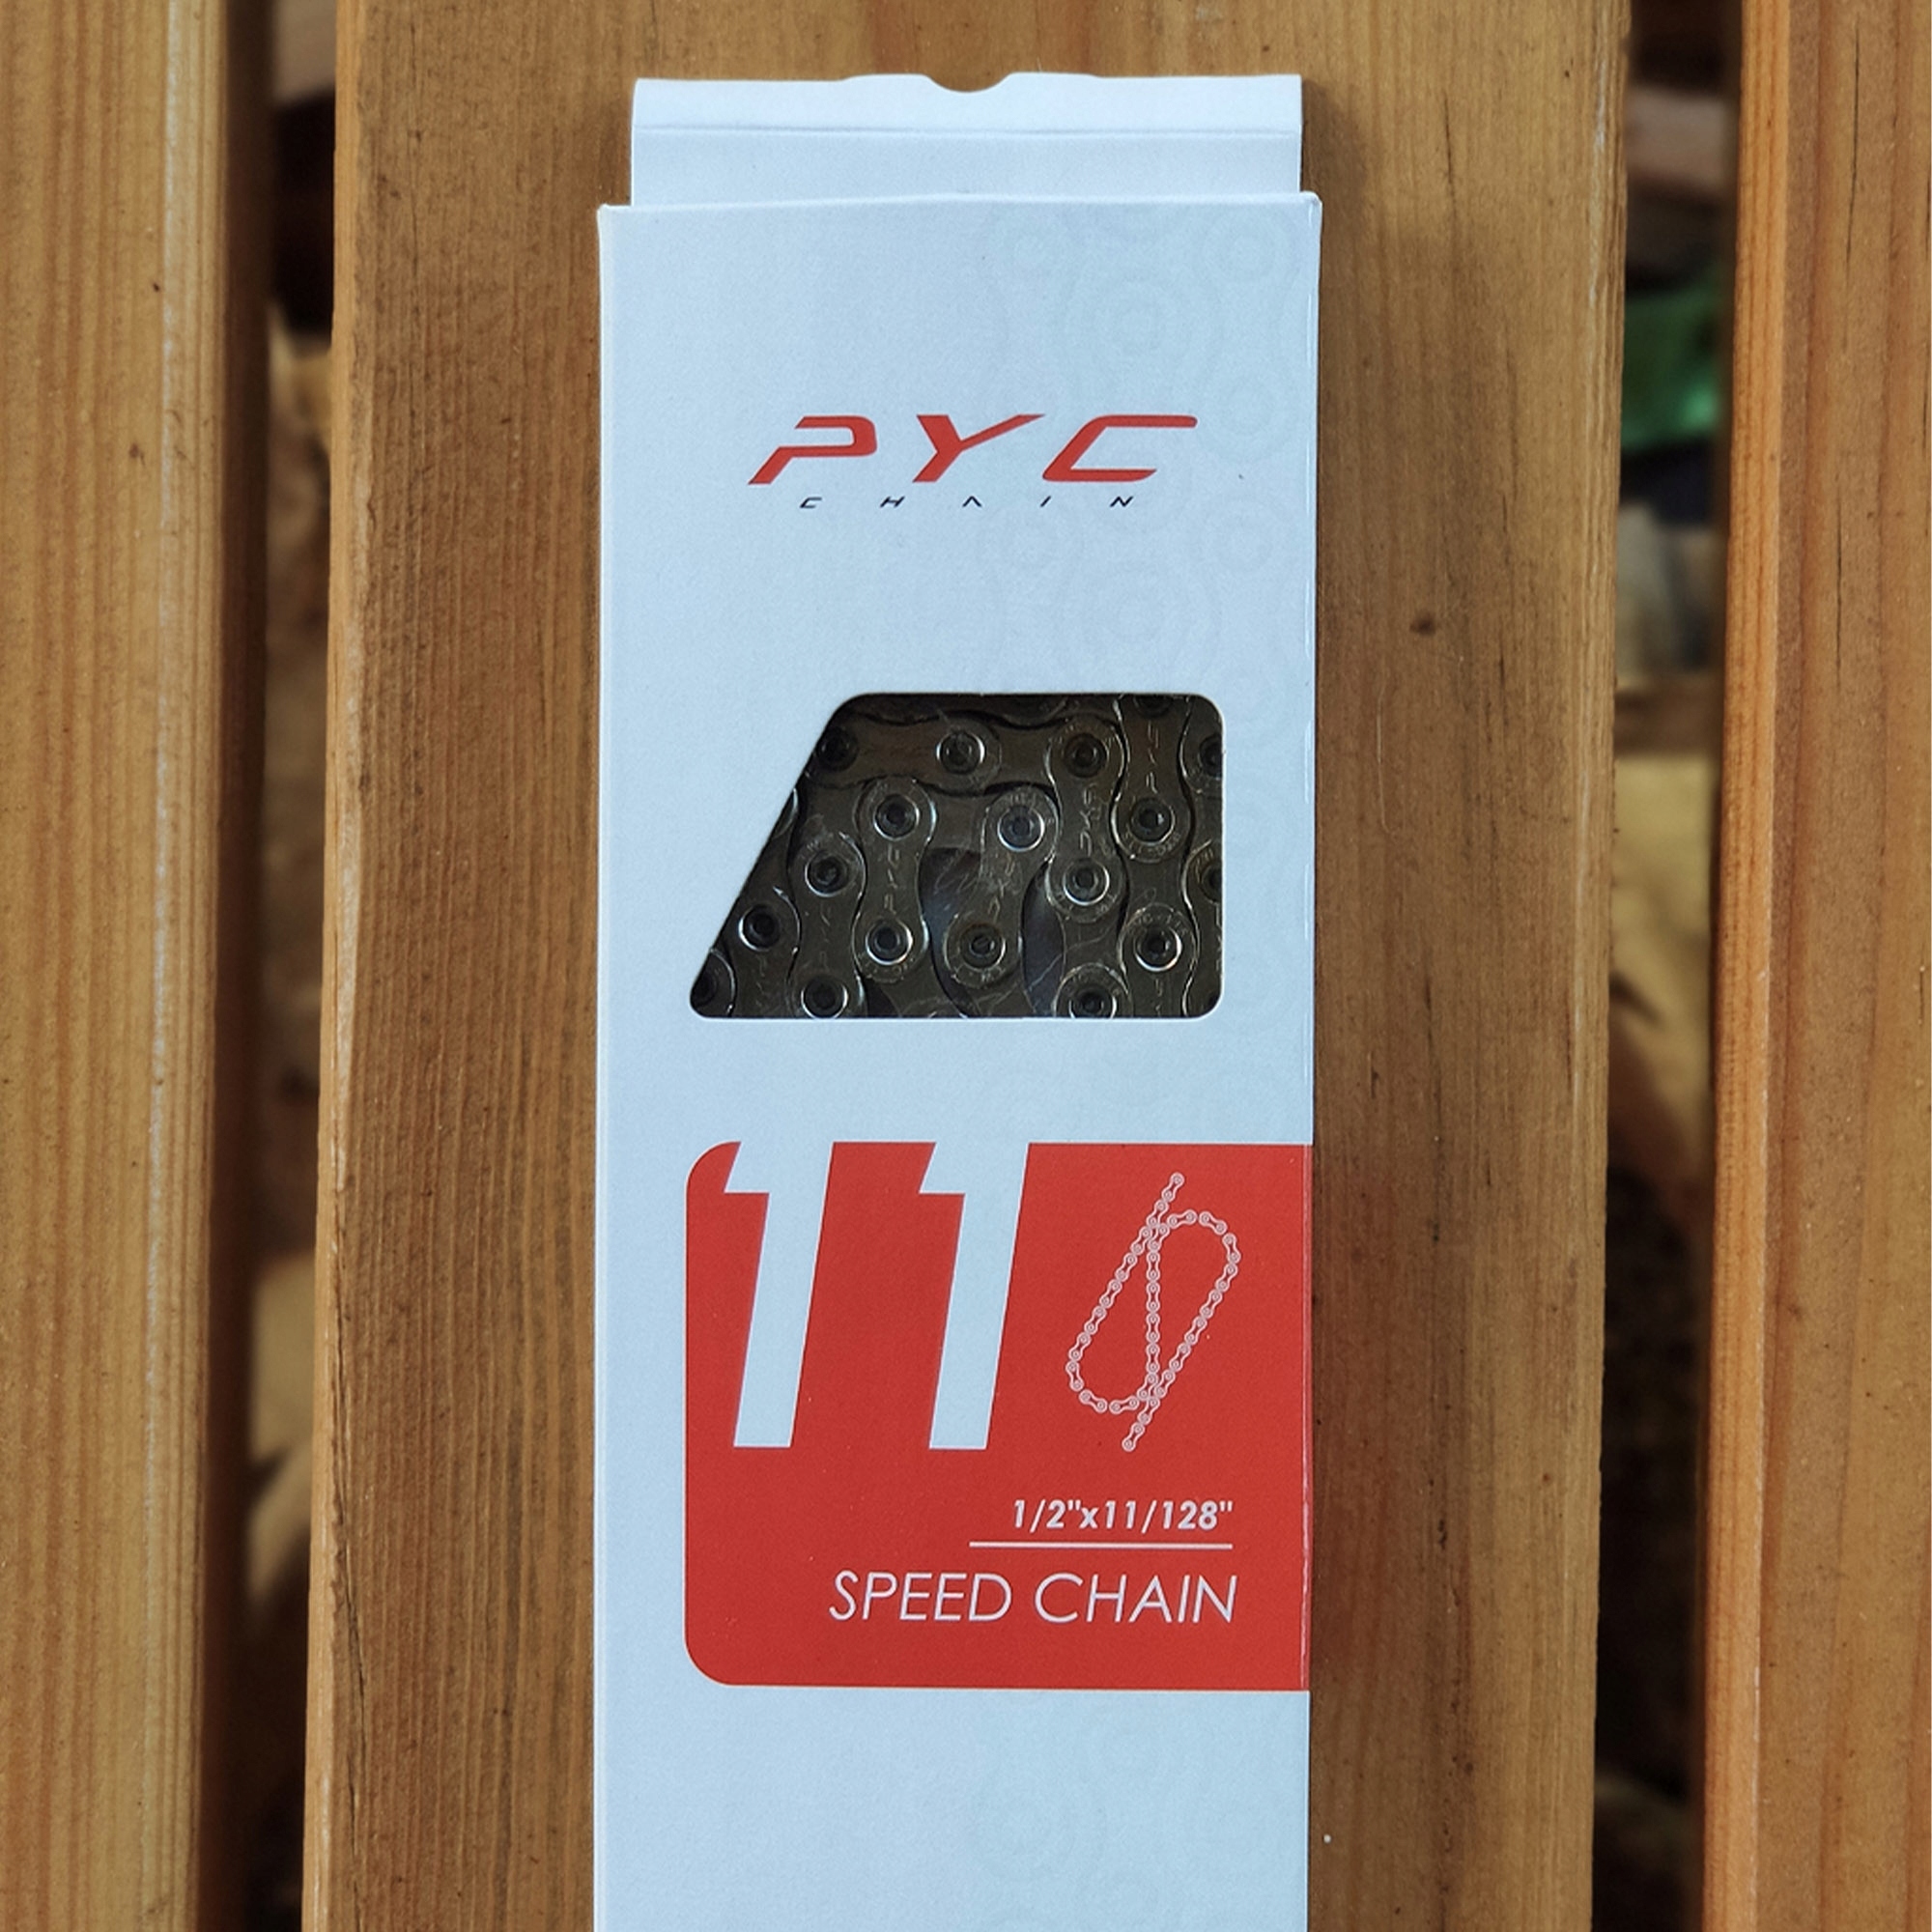 PYC
CHAIN
11
1/2"x11/128"
SPEED CHAIN